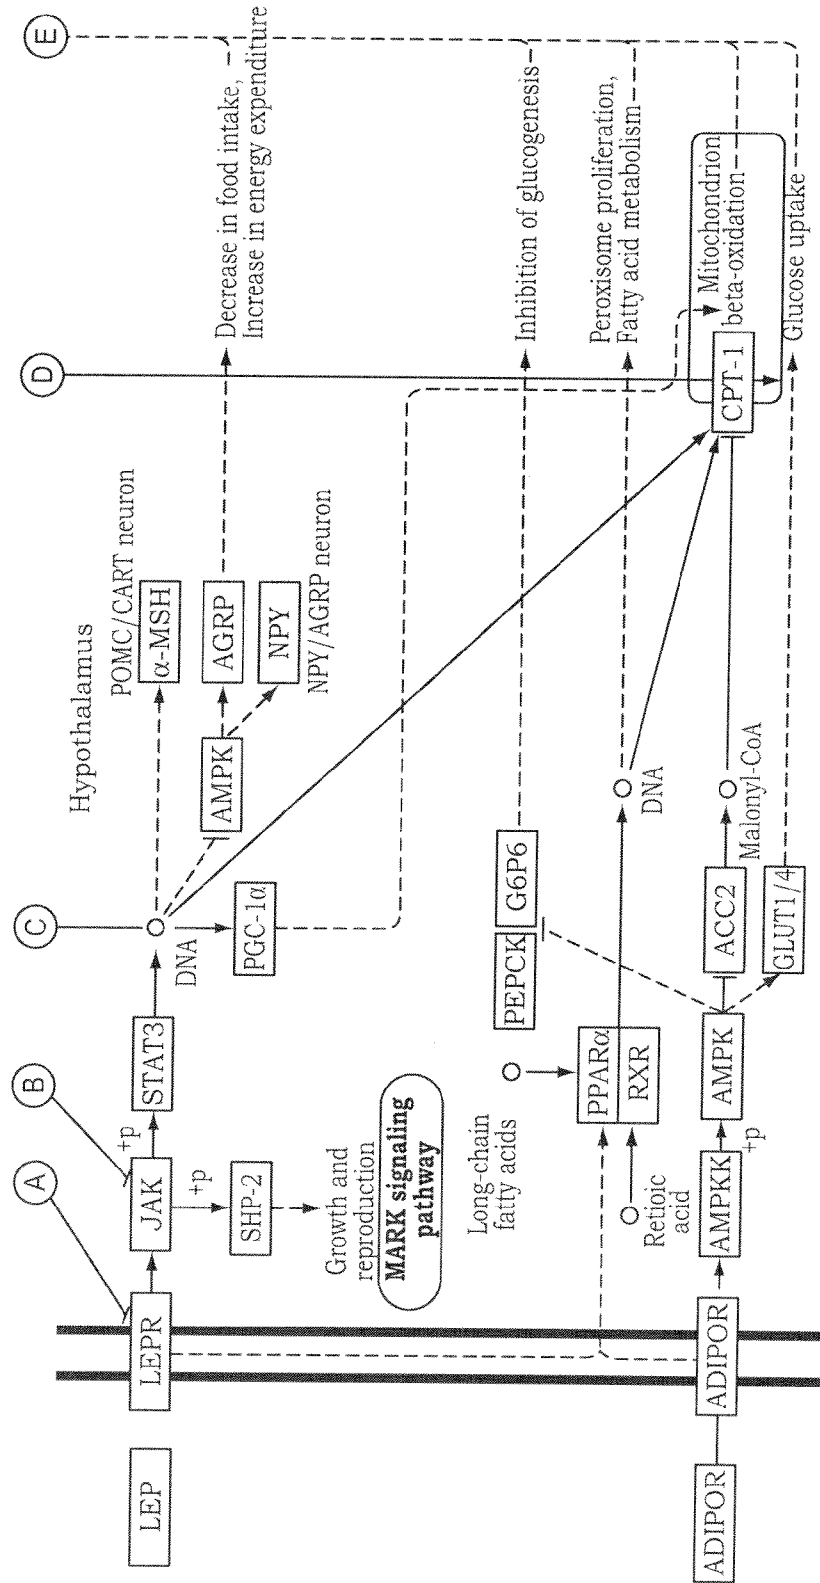 LEP
LEPR
JAK
+p
STAT3
DNA
+p
SHP-2
Growth and
reproduction
MARK signaling
pathway
A
B
C
D
E
PGC-1α
Hypothalamus
POMC/CART neuron
α-MSH
AMPK
AGRP
NPY
NPY/AGRP neuron
Decrease in food intake,
Increase in energy expenditure
Long-chain
fatty acids
PEPCK
G6P6
Inhibition of glucogenesis
PPARα
RXR
Retioic
acid
DNA
Peroxisome proliferation,
Fatty acid metabolism
ADIPOR
ADIPOR
AMPKK
+p
AMPK
ACC2
Malonyl-CoA
CPT-1
Mitochondrion
beta-oxidation
GLUT1/4
Glucose uptake